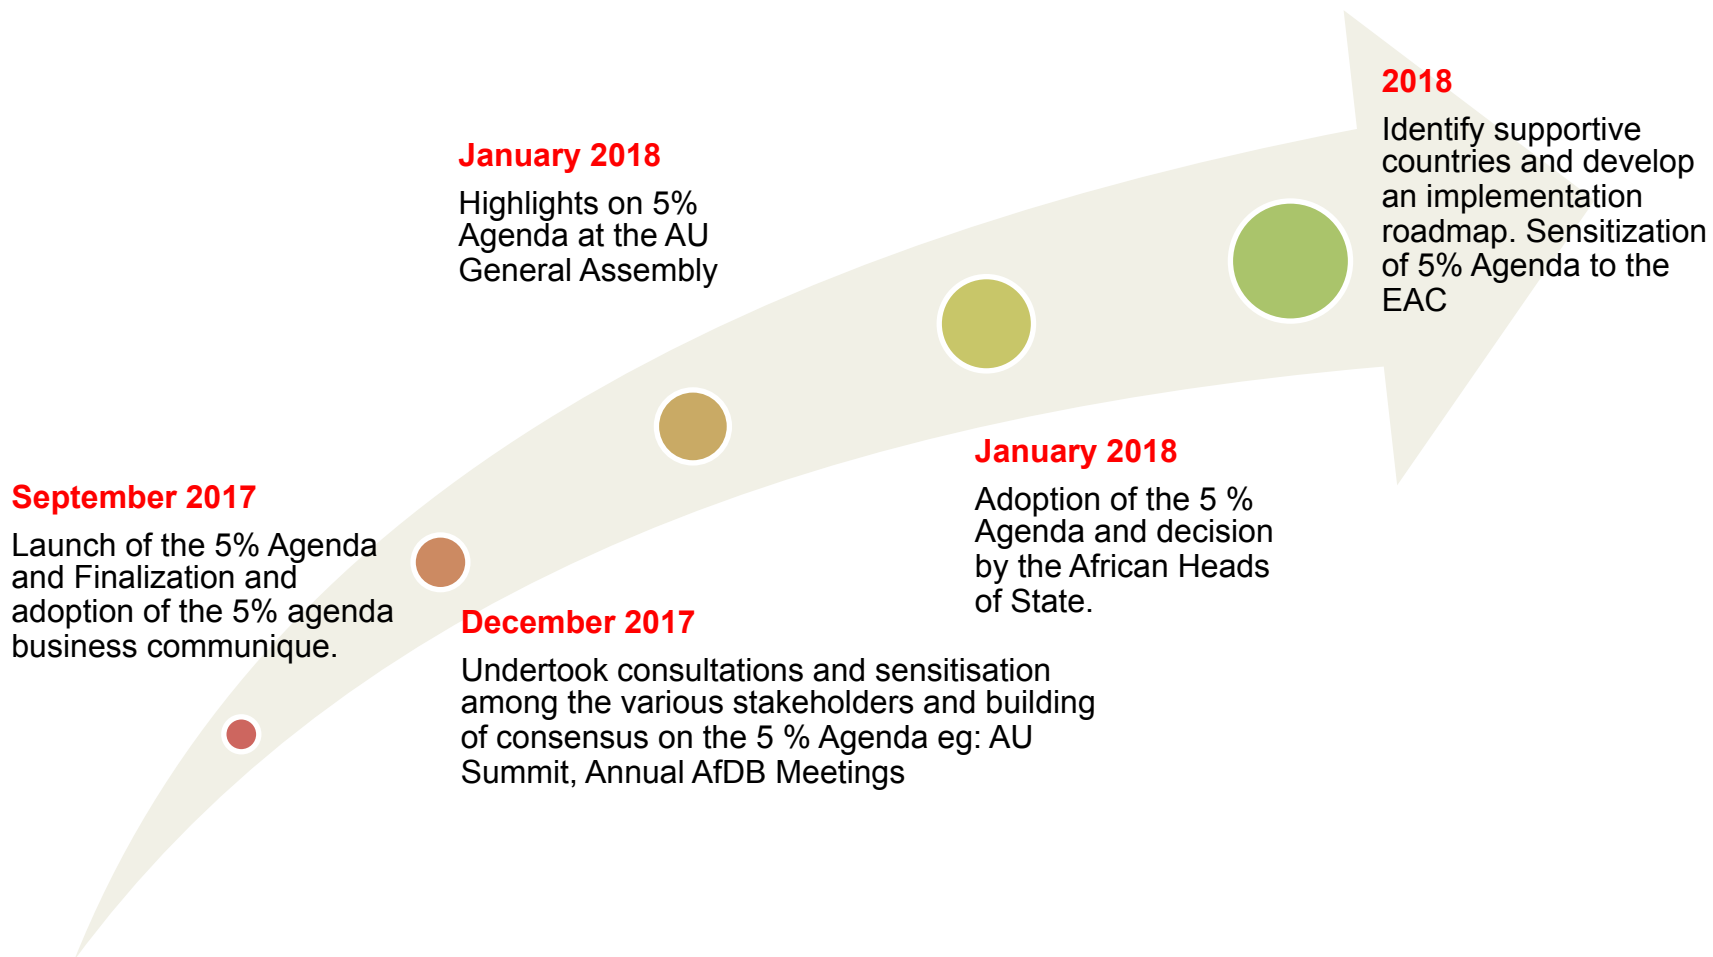 September 2017
Launch of the 5% Agenda
and Finalization and
adoption of the 5% agenda
business communique.
December 2017
Undertook consultations and sensitisation
among the various stakeholders and building
of consensus on the 5 % Agenda eg: AU
Summit, Annual AfDB Meetings
January 2018
Highlights on 5%
Agenda at the AU
General Assembly
January 2018
Adoption of the 5 %
Agenda and decision
by the African Heads
of State.
2018
Identify supportive
countries and develop
an implementation
roadmap. Sensitization
of 5% Agenda to the
EAC